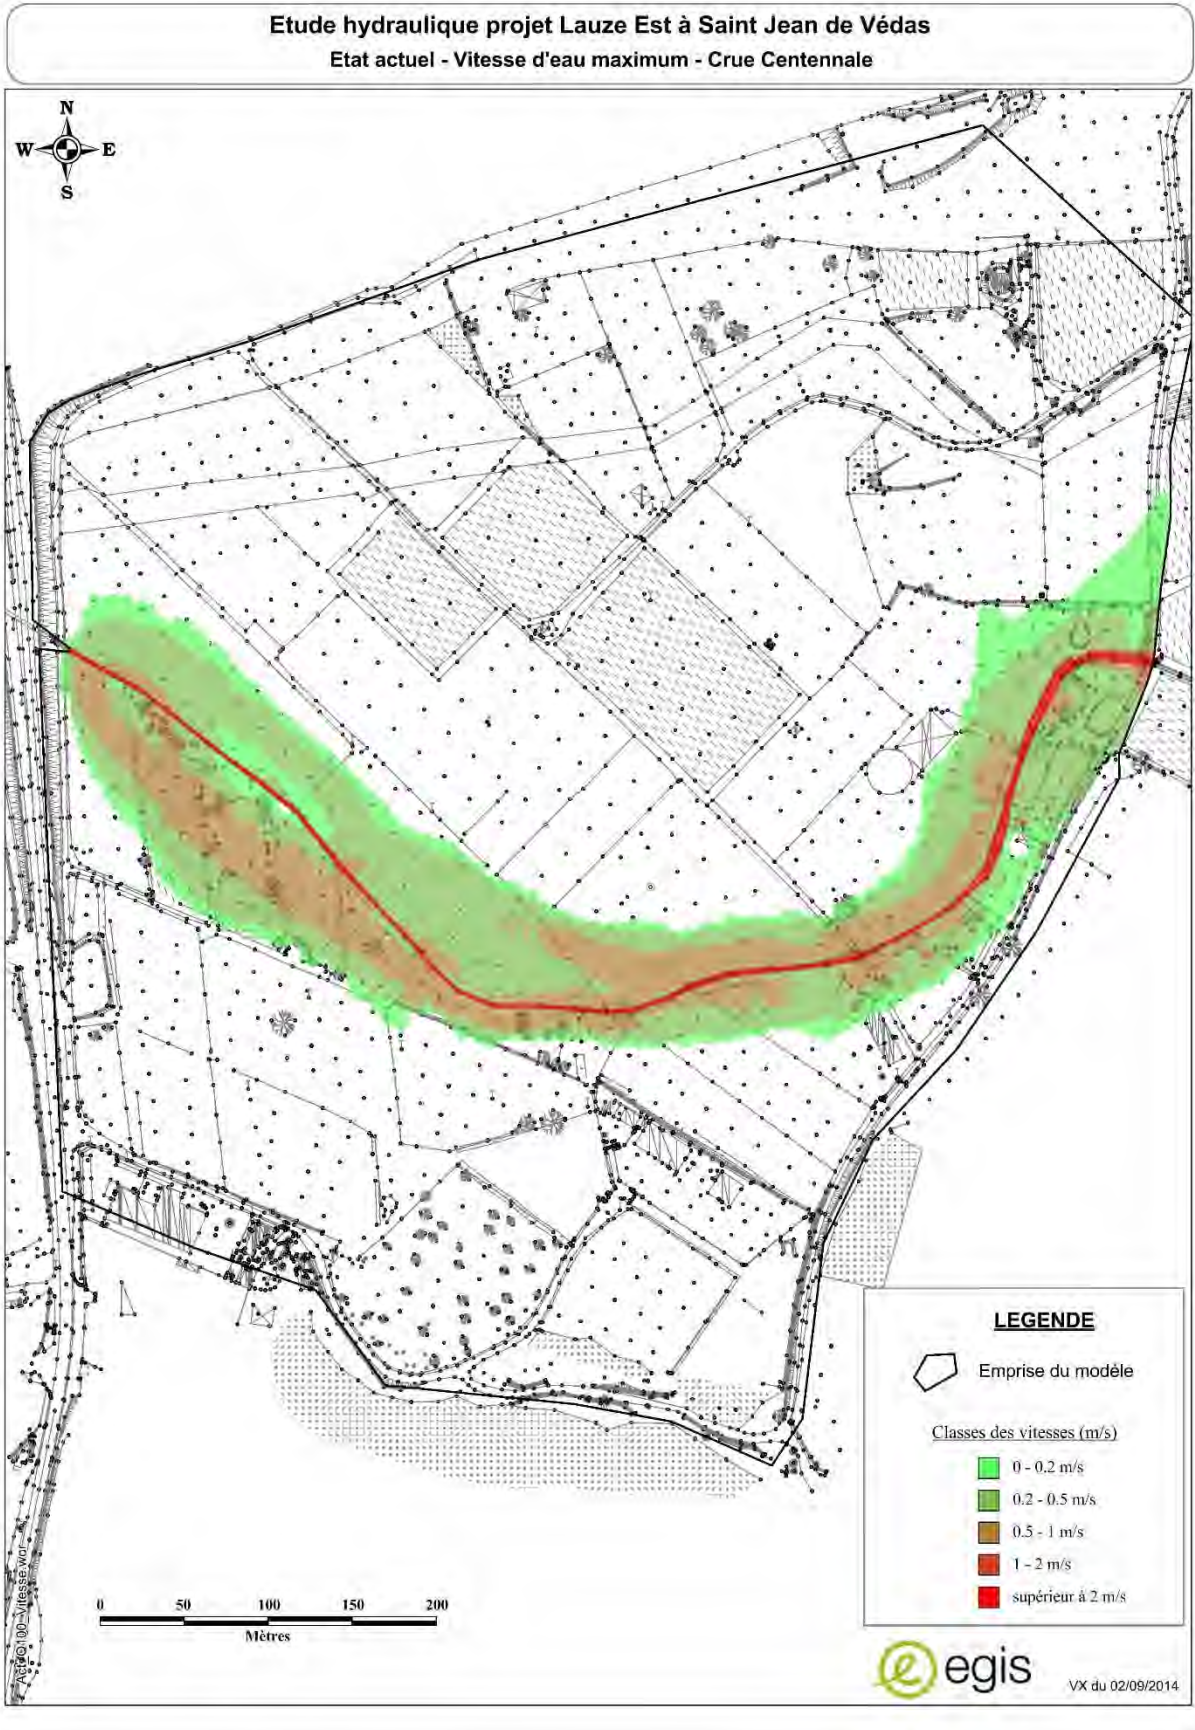 Etude hydraulique projet Lauze Est à Saint Jean de Védas
Etat actuel - Vitesse d'eau maximum - Crue Centennale
N
W E
S
LEGENDE
Emprise du modèle
Classes des vitesses (m/s)
0 - 0.2 m/s
0.2 - 0.5 m/s
0.5 - 1 m/s
1 - 2 m/s
supérieur à 2 m/s
0 50 100 150 200
Mètres
Act_Q100_Vitesse.wor
egis
VX du 02/09/2014